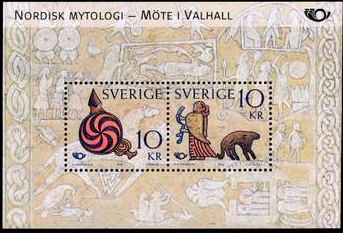 NORDISK MYTOLOGI – MÖTE I VALHALL
SVERIGE
10
KR
SVERIGE
10
KR